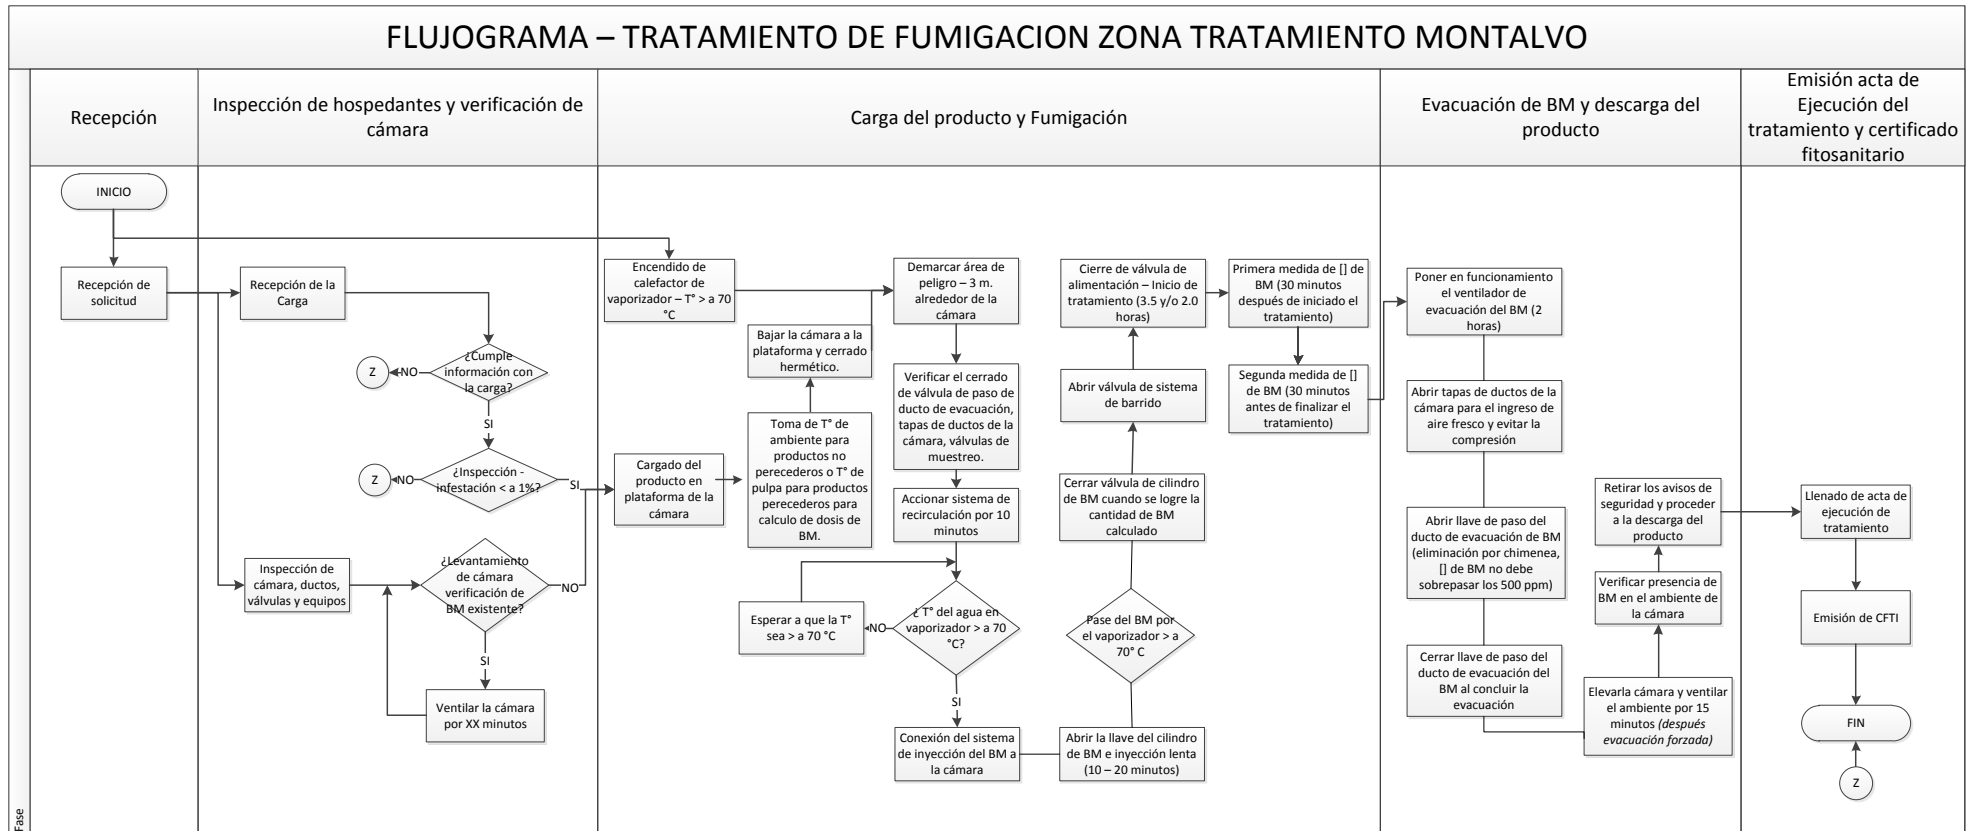 FLUJOGRAMA – TRATAMIENTO DE FUMIGACION ZONA TRATAMIENTO MONTALVO
Fase
Recepción
Inspección de hospedantes y verificación de
cámara
Carga del producto y Fumigación
Evacuación de BM y descarga del
producto
Emisión acta de
Ejecución del
tratamiento y certificado
fitosanitario
INICIO
Recepción de
solicitud
Recepción de la
Carga
¿Cumple
información con
la carga?
NO
Z
SI
¿Inspección -
infestación < a 1%?
NO
Z
SI
Inspección de
cámara, ductos,
válvulas y equipos
¿Levantamiento
de cámara
verificación de
BM existente?
NO
SI
Ventilar la cámara
por XX minutos
Encendido de
calefactor de
vaporizador – T° > a 70
°C
Bajar la cámara a la
plataforma y cerrado
hermético.
Toma de T° de
ambiente para
productos no
perecederos o T° de
pulpa para productos
perecederos para
calculo de dosis de
BM.
Cargado del
producto en
plataforma de la
cámara
Demarcar área de
peligro – 3 m.
alrededor de la
cámara
Verificar el cerrado
de válvula de paso de
ducto de evacuación,
tapas de ductos de la
cámara, válvulas de
muestreo.
Accionar sistema de
recirculación por 10
minutos
¿ T° del agua en
vaporizador > a 70
°C?
NO
Esperar a que la T°
sea > a 70 °C
SI
Conexión del sistema
de inyección del BM a
la cámara
Abrir la llave del cilindro
de BM e inyección lenta
(10 – 20 minutos)
Pase del BM por
el vaporizador > a
70° C
Cerrar válvula de cilindro
de BM cuando se logre la
cantidad de BM
calculado
Abrir válvula de sistema
de barrido
Cierre de válvula de
alimentación – Inicio de
tratamiento (3.5 y/o 2.0
horas)
Primera medida de [] de
BM (30 minutos
después de iniciado el
tratamiento)
Segunda medida de []
de BM (30 minutos
antes de finalizar el
tratamiento)
Poner en funcionamiento
el ventilador de
evacuación del BM (2
horas)
Abrir tapas de ductos de la
cámara para el ingreso de
aire fresco y evitar la
compresión
Abrir llave de paso del
ducto de evacuación de BM
(eliminación por chimenea,
[] de BM no debe
sobrepasar los 500 ppm)
Cerrar llave de paso del
ducto de evacuación del
BM al concluir la
evacuación
Elevarla cámara y ventilar
el ambiente por 15
minutos (después
evacuación forzada)
Verificar presencia de
BM en el ambiente de
la cámara
Retirar los avisos de
seguridad y proceder
a la descarga del
producto
Llenado de acta de
ejecución de
tratamiento
Emisión de CFTI
FIN
Z